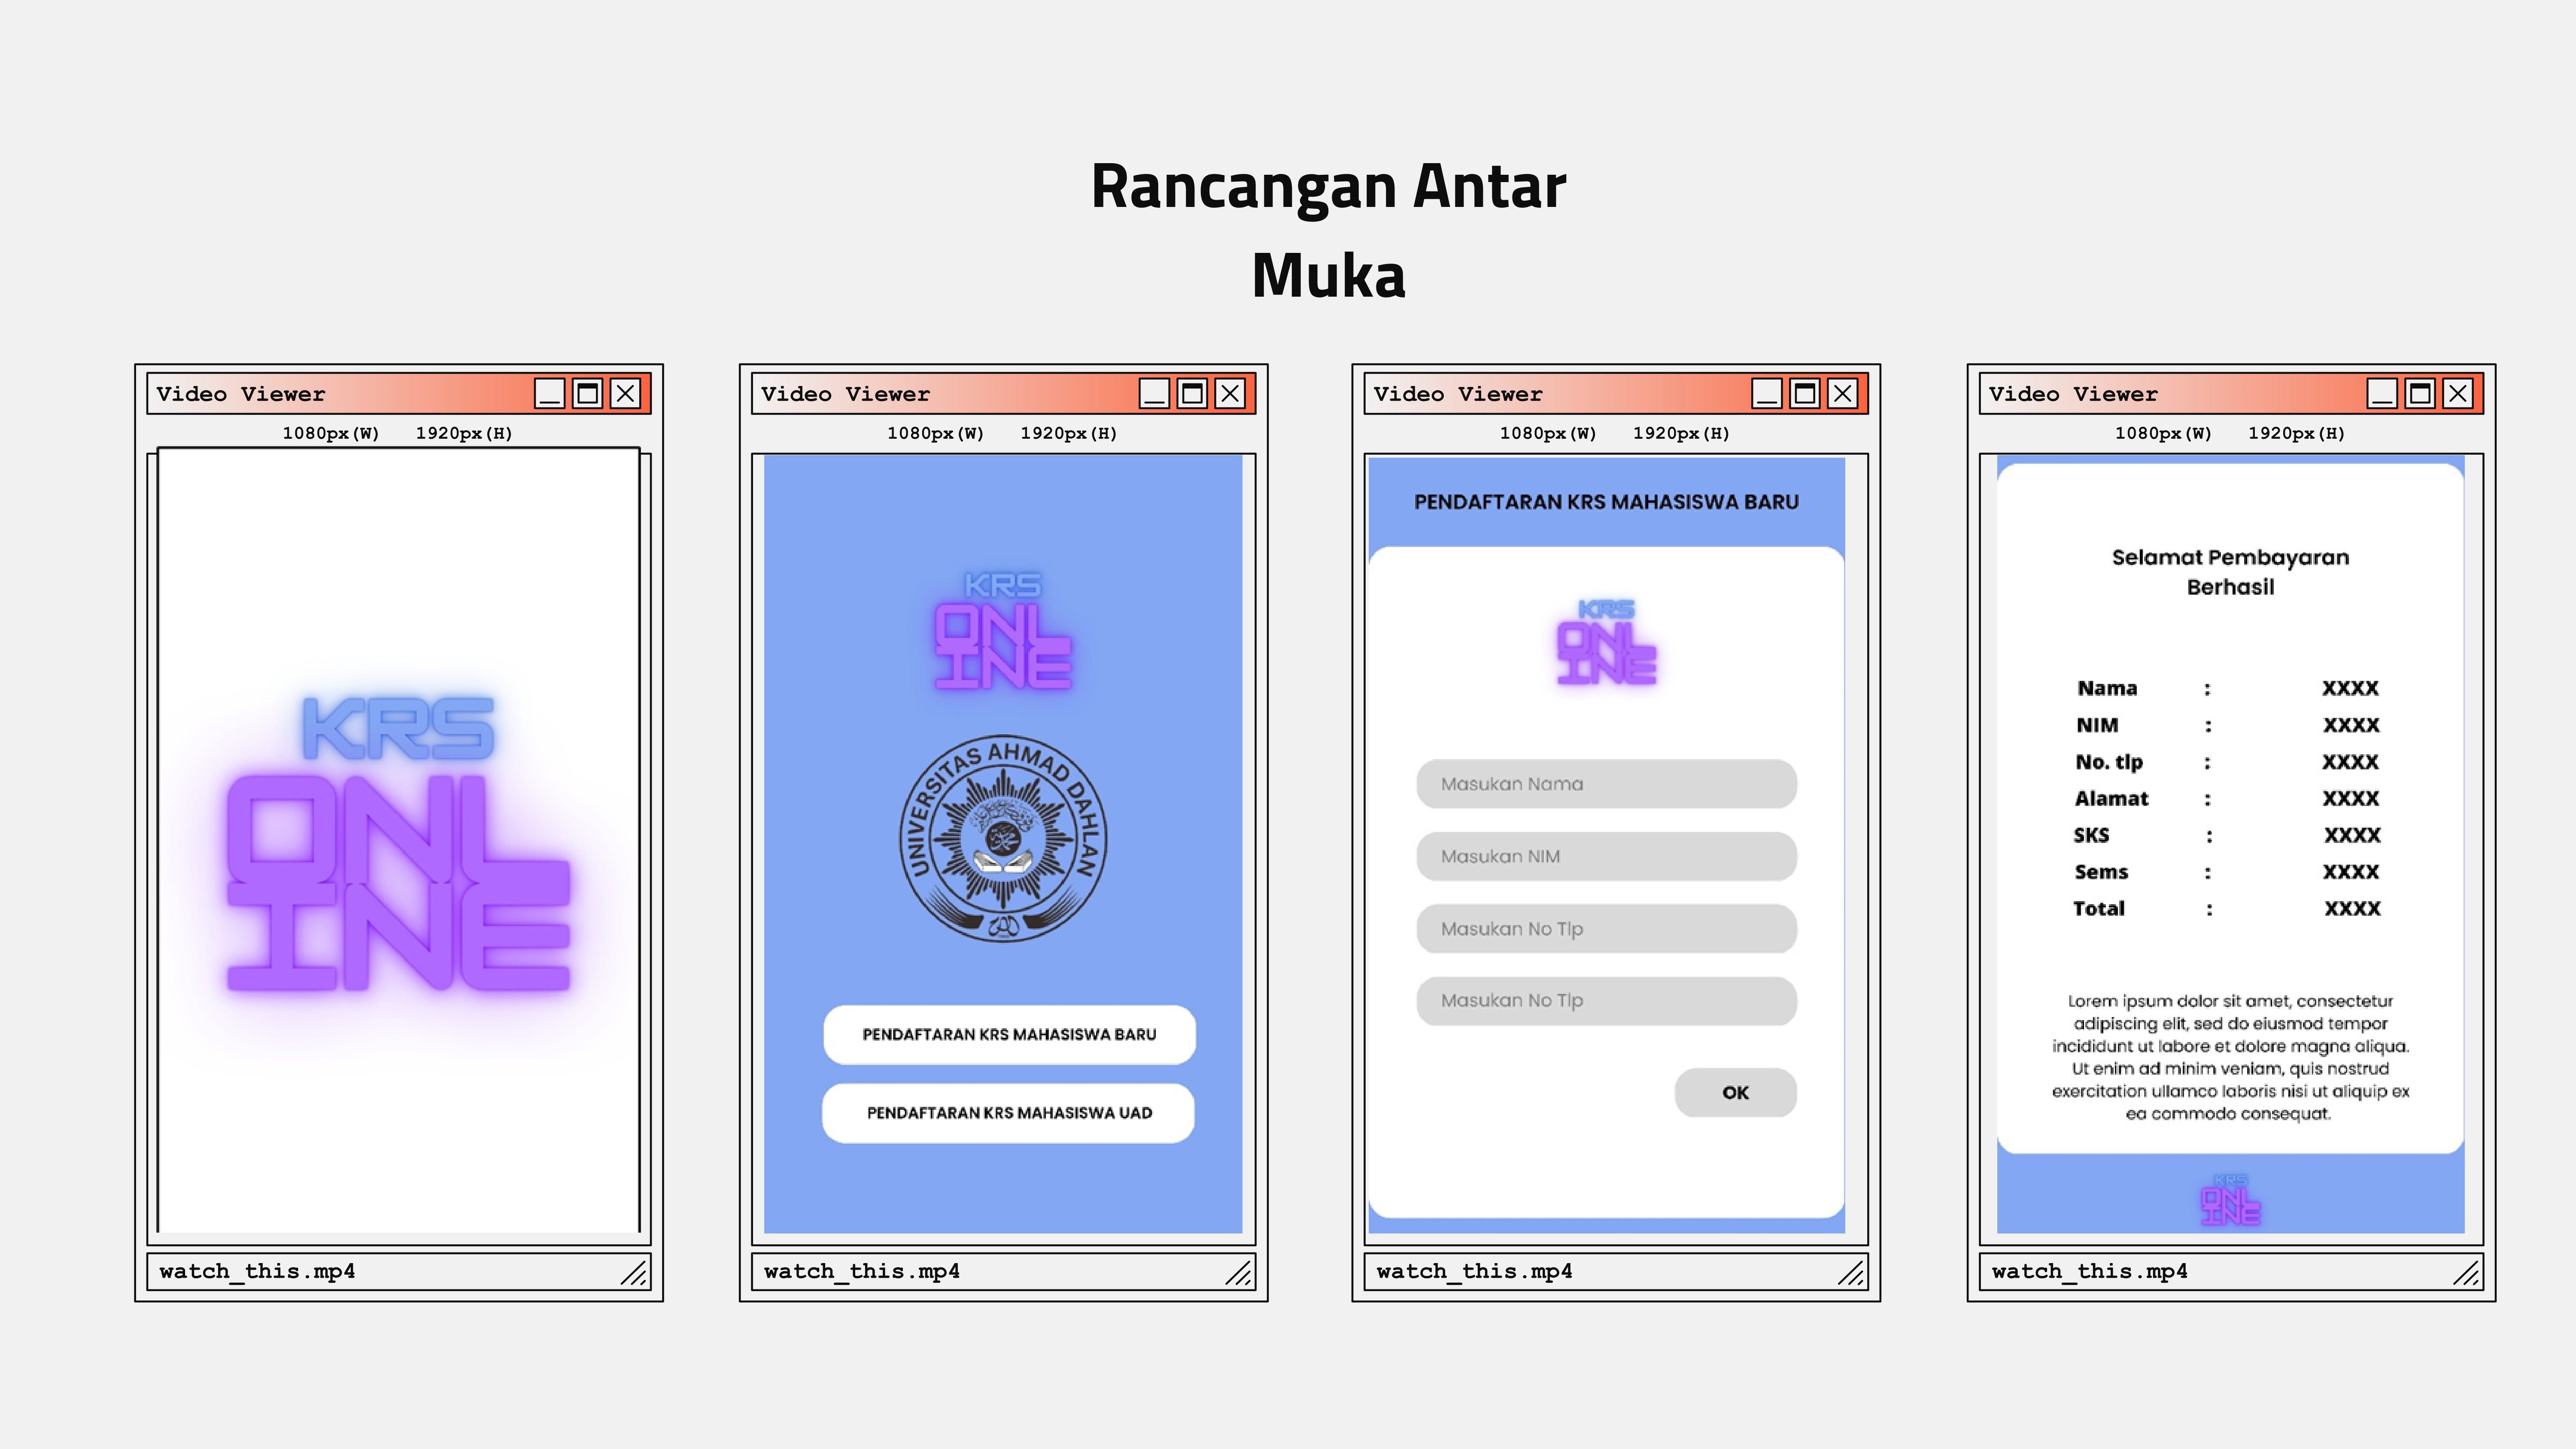 Rancangan Antar
Muka
Video Viewer
1080px(W) 1920px(H)
KRS
ONL
INE
watch_this.mp4
Video Viewer
1080px(W) 1920px(H)
KRS
ONL
INE
UNIVERSITAS AHMAD DAHLAN
PENDAFTARAN KRS MAHASISWA BARU
PENDAFTARAN KRS MAHASISWA UAD
watch_this.mp4
Video Viewer
1080px(W) 1920px(H)
PENDAFTARAN KRS MAHASISWA BARU
KRS
ONL
INE
Masukan Nama
Masukan NIM
Masukan No Tlp
Masukan No Tlp
OK
watch_this.mp4
Video Viewer
1080px(W) 1920px(H)
Selamat Pembayaran
Berhasil
Nama : XXXX
NIM : XXXX
No. tlp : XXXX
Alamat : XXXX
SKS : XXXX
Sems : XXXX
Total : XXXX
Lorem ipsum dolor sit amet, consectetur
adipiscing elit, sed do eiusmod tempor
incididunt ut labore et dolore magna aliqua.
Ut enim ad minim veniam, quis nostrud
exercitation ullamco laboris nisi ut aliquip ex
ea commodo consequat.
KRS
ONL
INE
watch_this.mp4